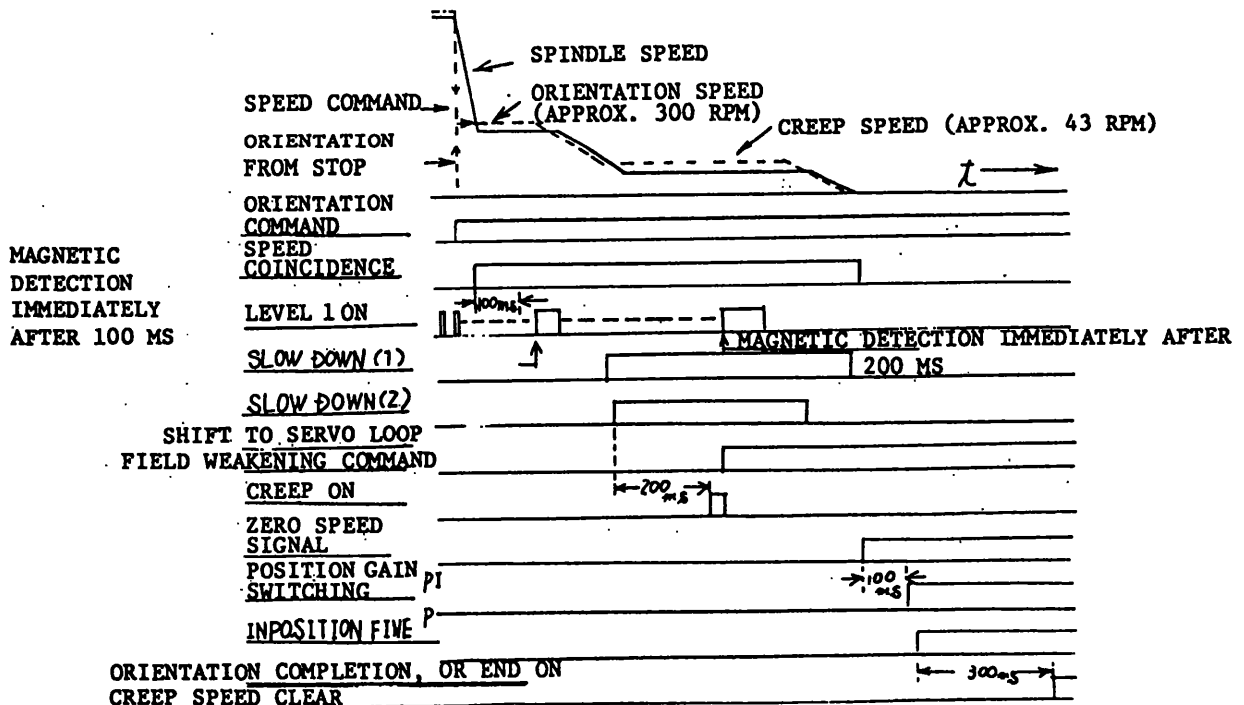 SPINDLE SPEED
SPEED COMMAND
ORIENTATION SPEED
(APPROX. 300 RPM)
CREEP SPEED (APPROX. 43 RPM)
ORIENTATION
FROM STOP
t
ORIENTATION
COMMAND
SPEED
COINCIDENCE
MAGNETIC
DETECTION
IMMEDIATELY
AFTER 100 MS
100ms
LEVEL 1 ON
MAGNETIC DETECTION IMMEDIATELY AFTER
200 MS
SLOW DOWN (1)
SLOW DOWN (2)
SHIFT TO SERVO LOOP
FIELD WEAKENING COMMAND
200ms
CREEP ON
ZERO SPEED
SIGNAL
100
ms
POSITION GAIN PI
SWITCHING
P
INPOSITION FIVE
300ms
ORIENTATION COMPLETION, OR END ON
CREEP SPEED CLEAR